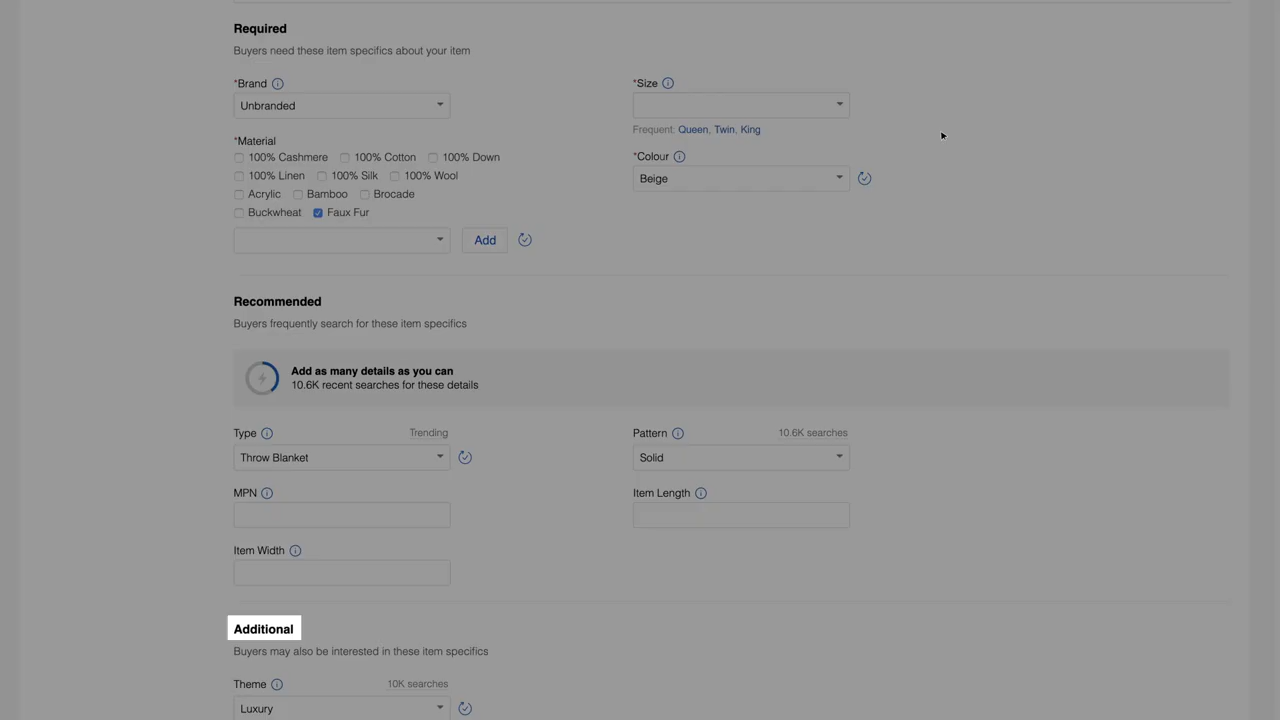 Required
Buyers need these item specifics about your item
*Brand
Unbranded
*Size
Frequent: Queen, Twin, King
*Material
100% Cashmere 100% Cotton 100% Down
100% Linen 100% Silk 100% Wool
Acrylic Bamboo Brocade
Buckwheat Faux Fur
Add
*Colour
Beige
Recommended
Buyers frequently search for these item specifics
Add as many details as you can
10.6K recent searches for these details
Type Trending
Throw Blanket
Pattern 10.6K searches
Solid
MPN
Item Length
Item Width
Additional
Buyers may also be interested in these item specifics
Theme 10K searches
Luxury